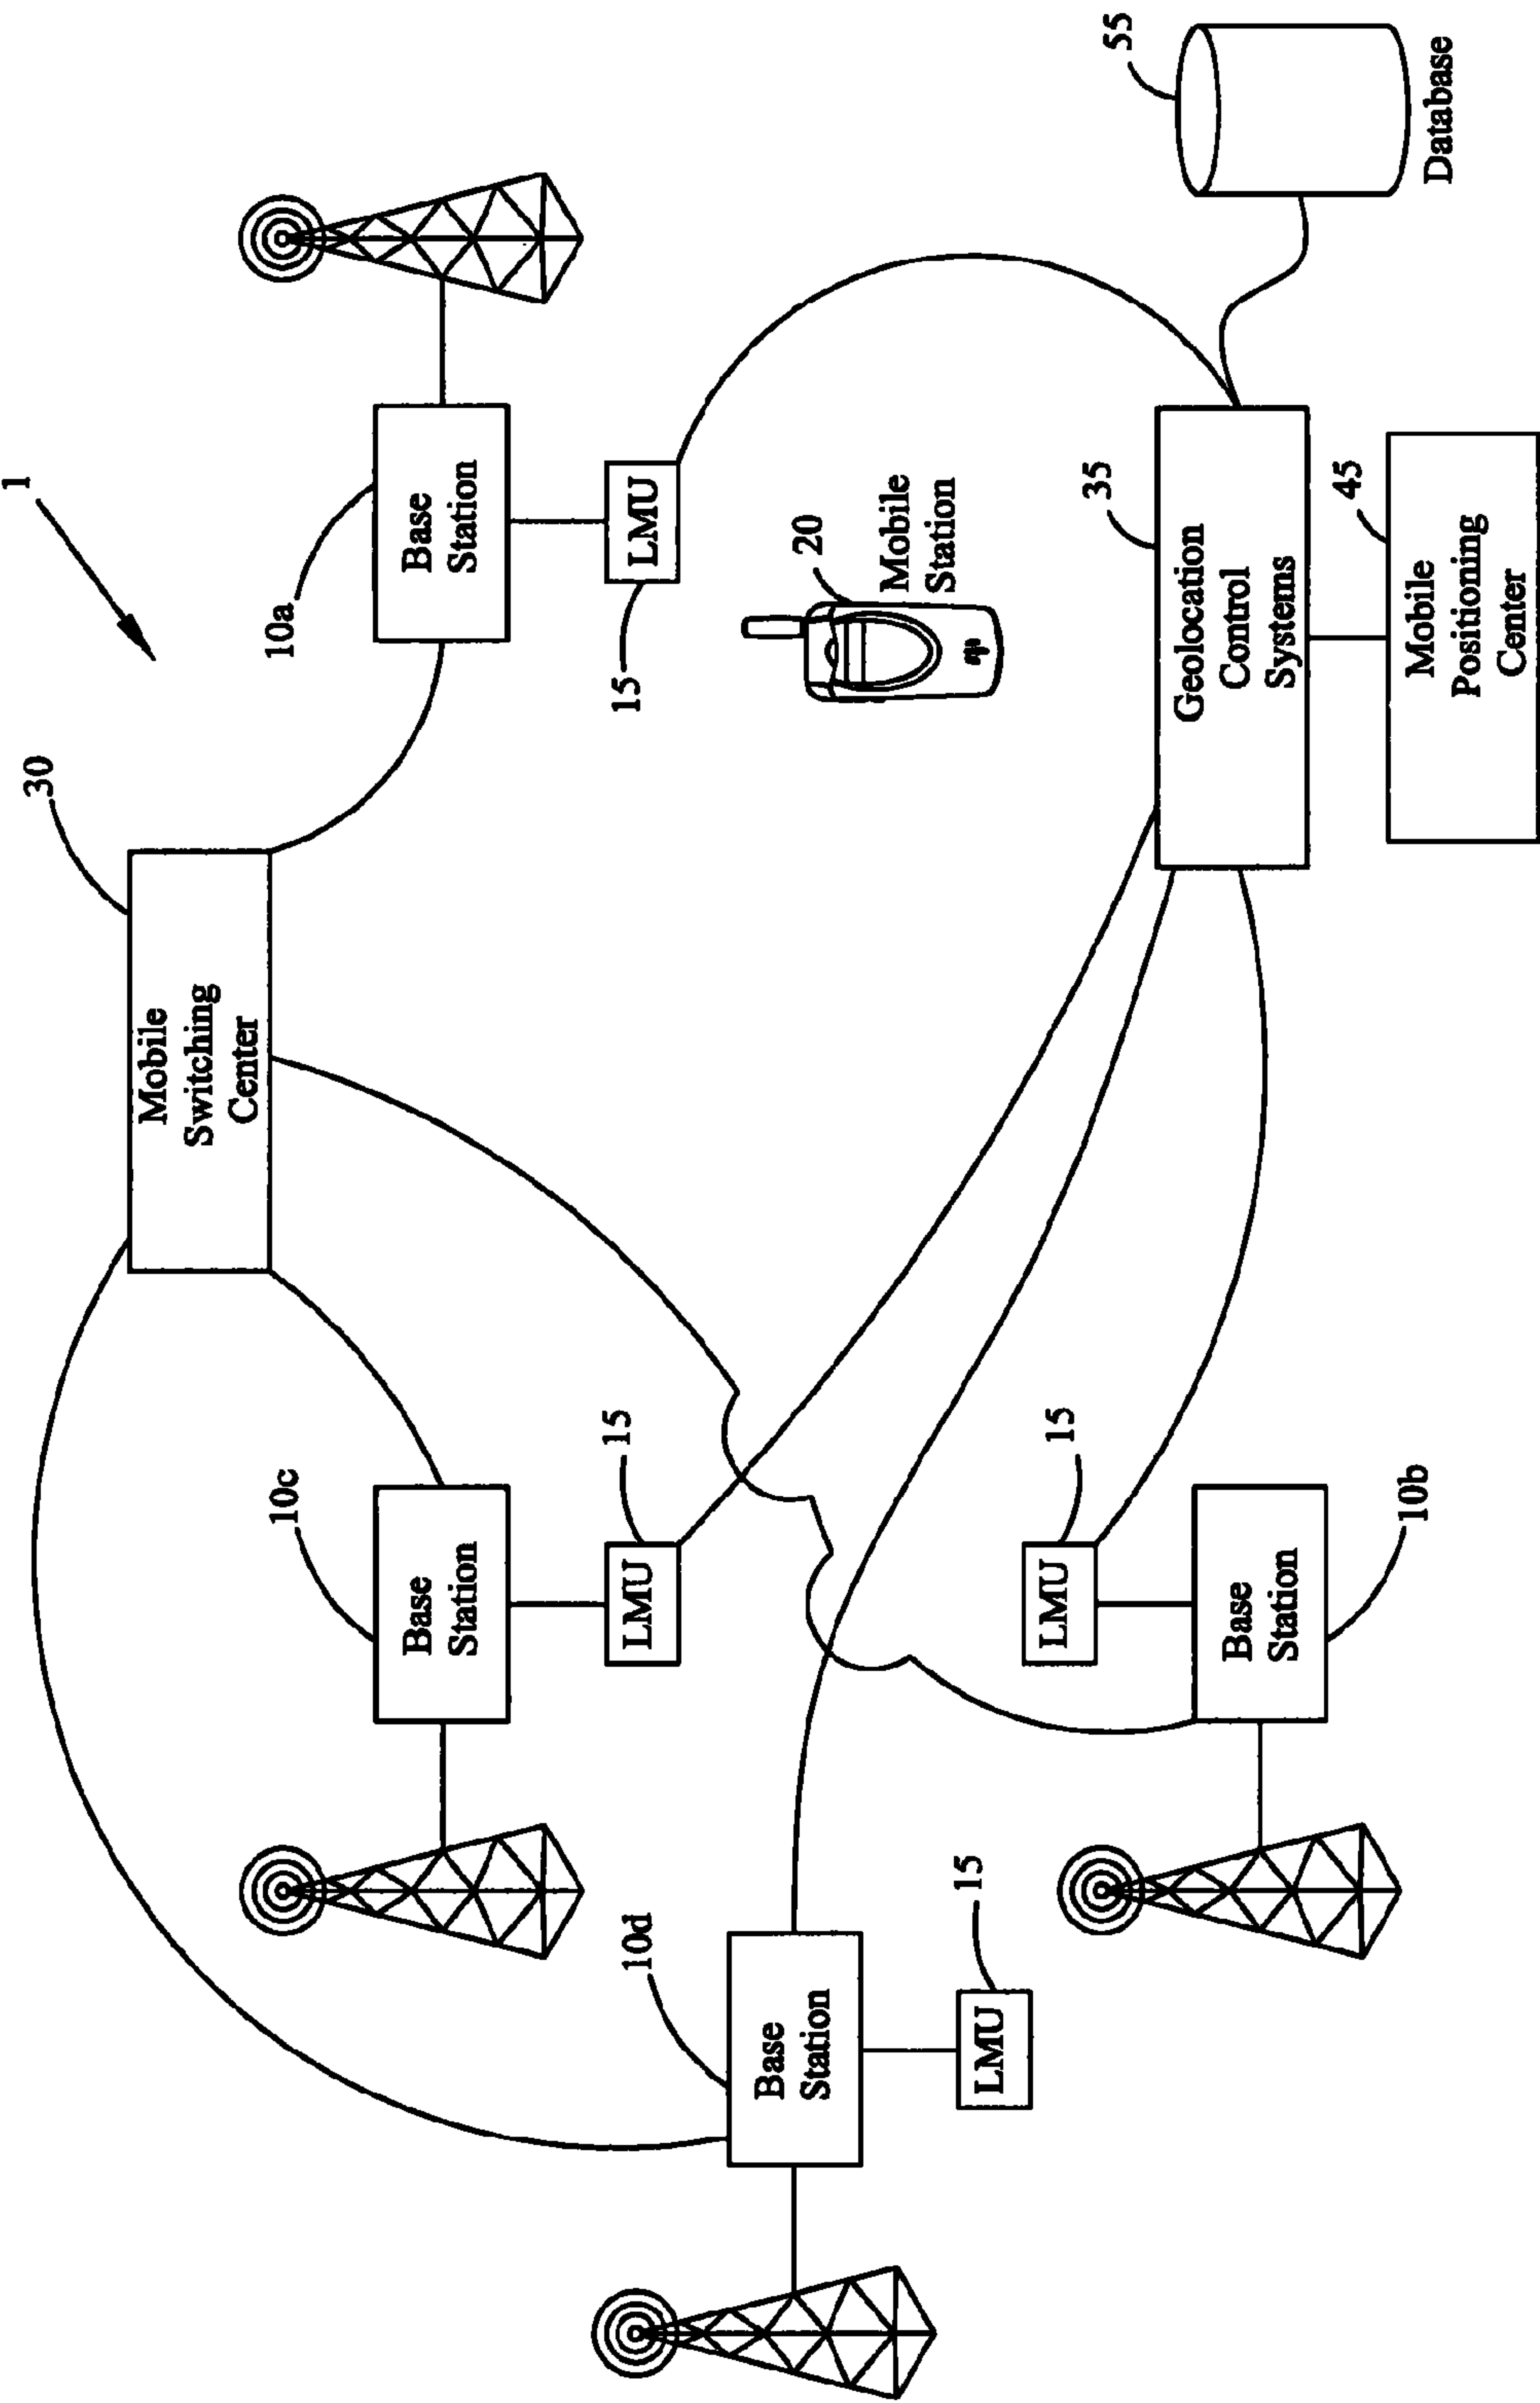 1
30
Mobile
Switching
Center
10c
Base
Station
15
LMU
10a
Base
Station
15
LMU
10d
Base
Station
15
LMU
20
Mobile
Station
15
LMU
Base
Station
10b
35
Geolocation
Control
Systems
45
Mobile
Positioning
Center
55
Database